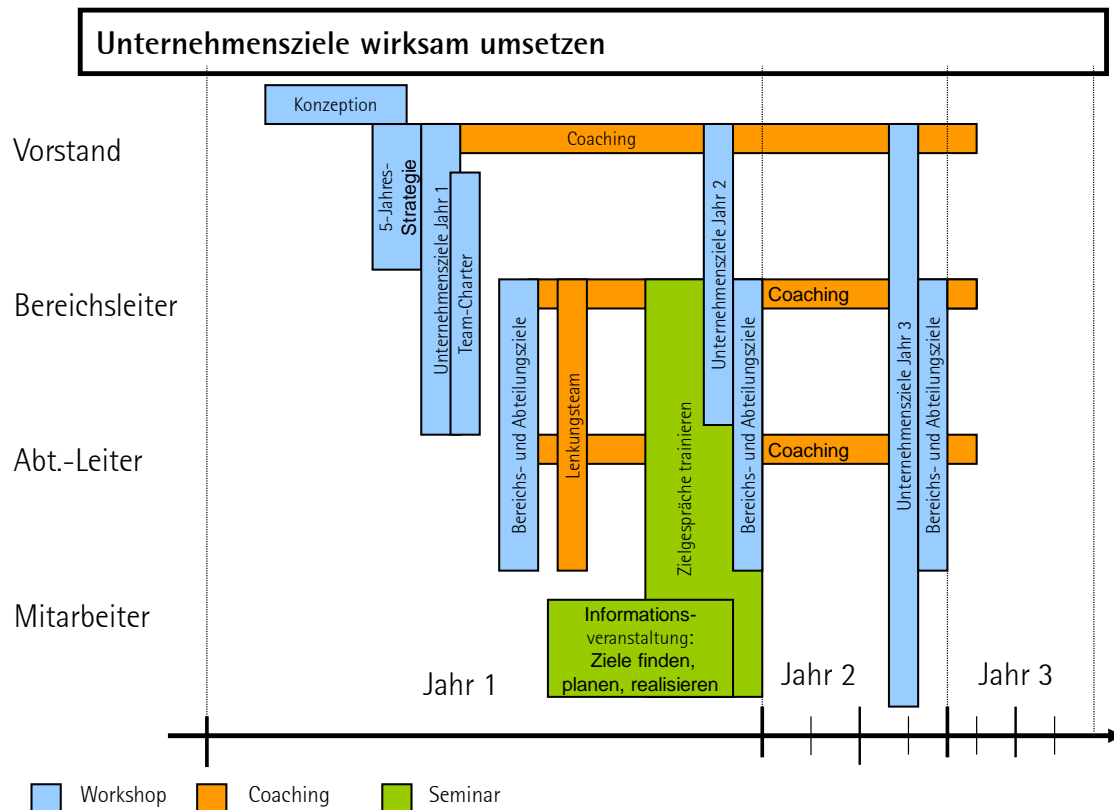 Unternehmensziele wirksam umsetzen
Konzeption
Vorstand
Coaching
5-Jahres-
Strategie
Unternehmensziele Jahr 1
Team-Charter
Unternehmensziele Jahr 2
Bereichsleiter
Coaching
Bereichs- und Abteilungsziele
Lenkungsteam
Zielgespräche trainieren
Bereichs- und Abteilungsziele
Unternehmensziele Jahr 3
Bereichs- und Abteilungsziele
Abt.-Leiter
Coaching
Mitarbeiter
Informations-
veranstaltung:
Ziele finden,
planen, realisieren
Jahr 1
Jahr 2
Jahr 3
Workshop
Coaching
Seminar